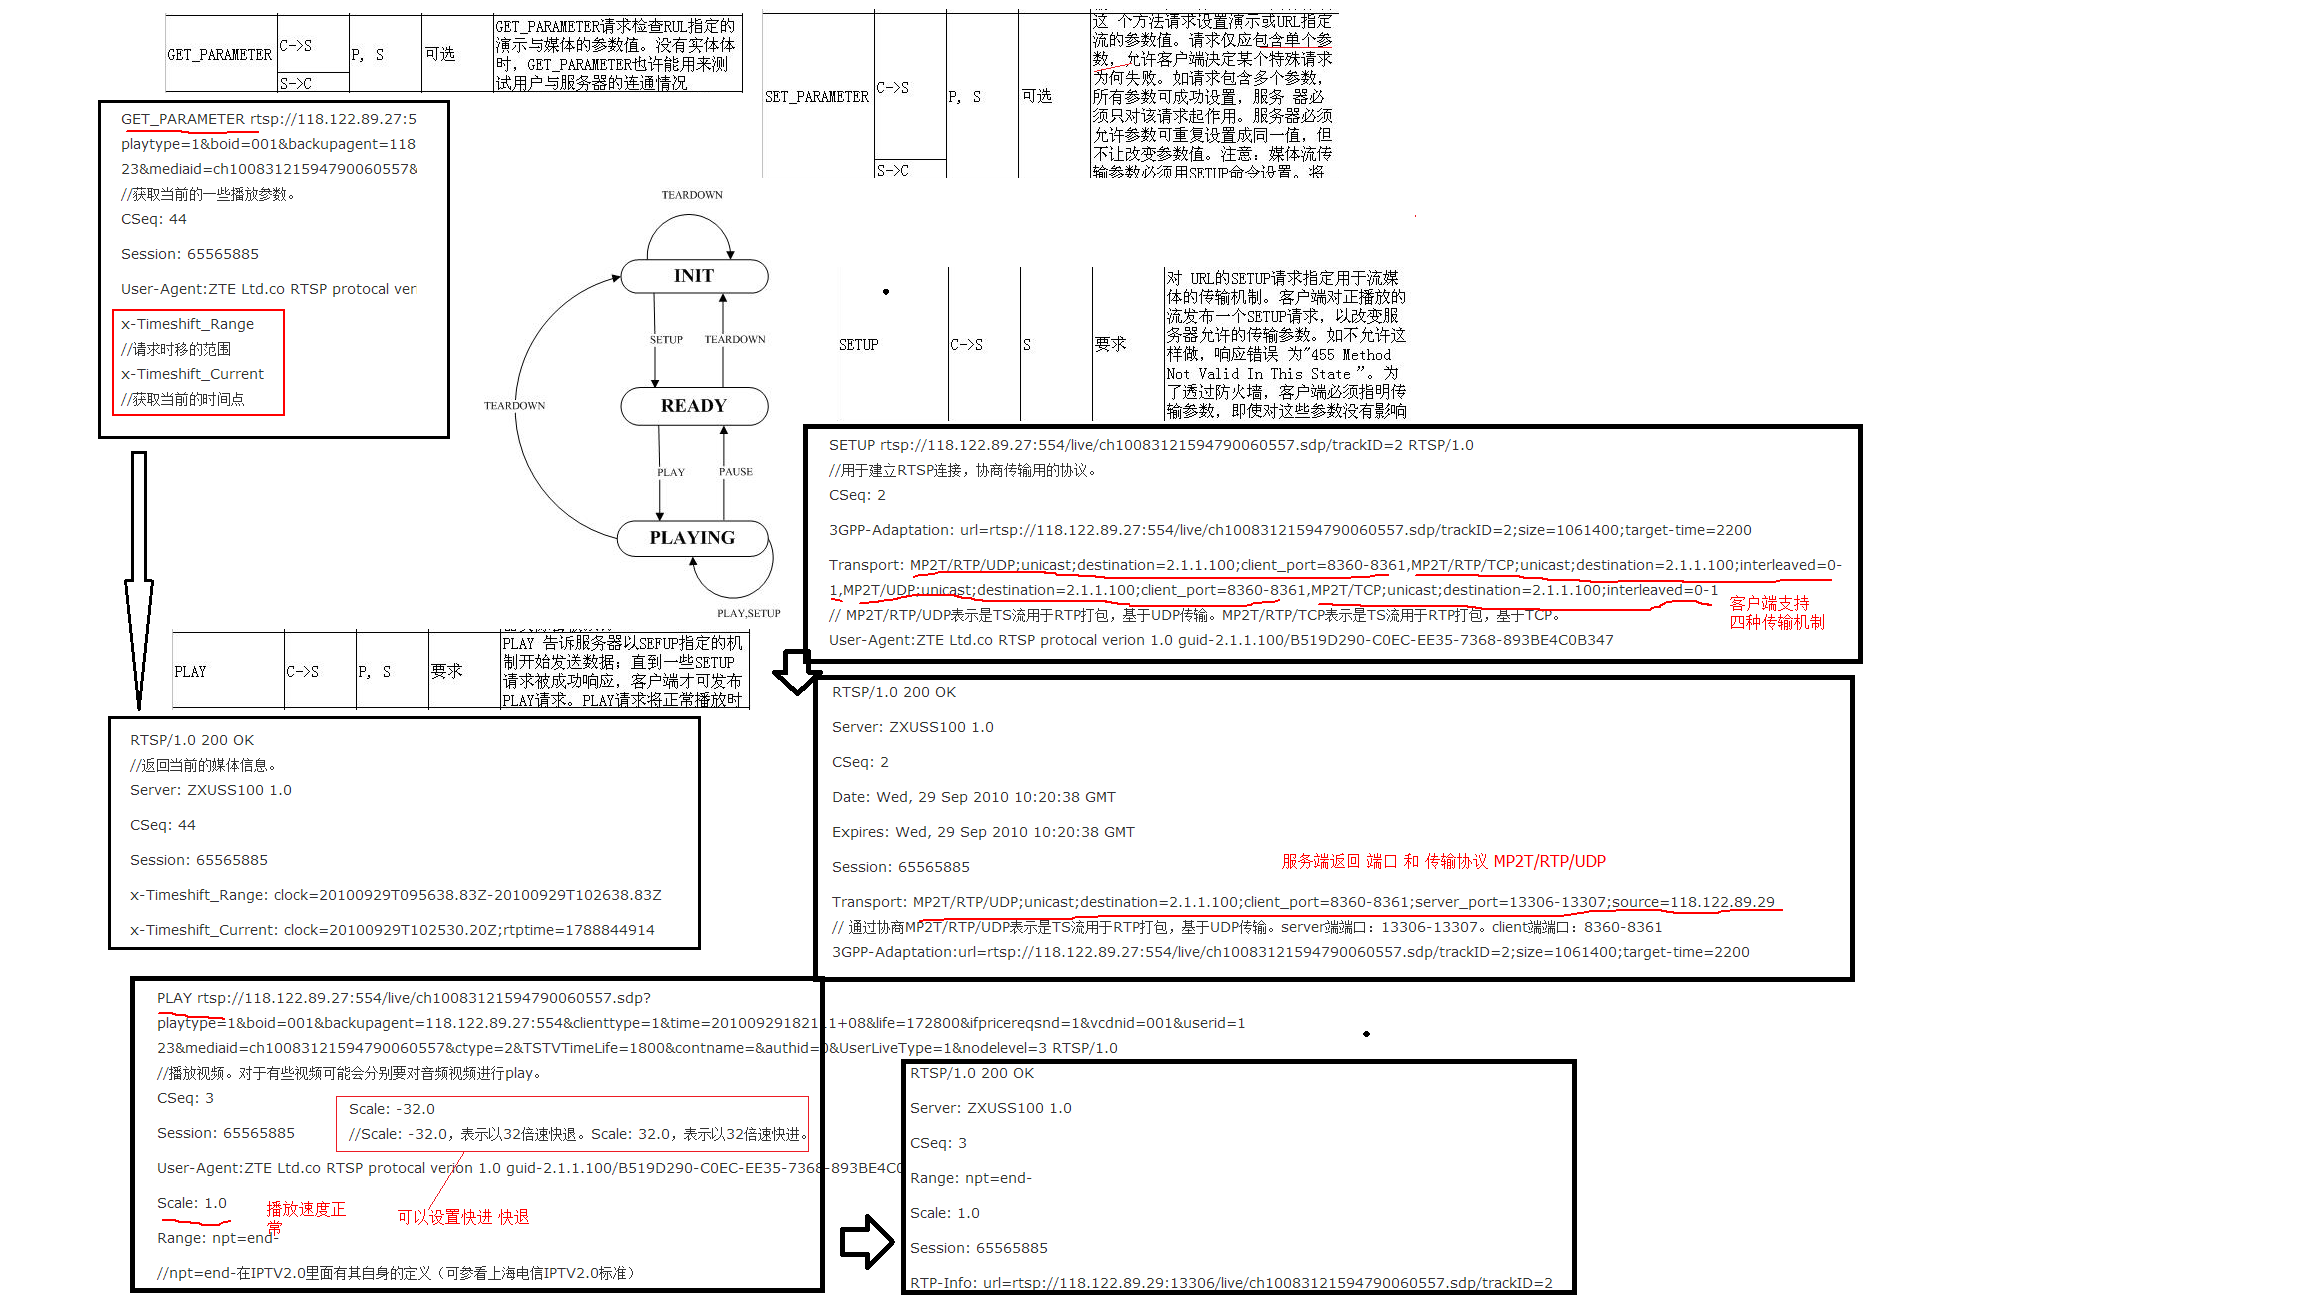 GET_PARAMETER
C->S
S->C
P, S
可选
GET_PARAMETER请求检查RUL指定的
演示与媒体的参数值。没有实体体
时，GET_PARAMETER也许能用来测
试用户与服务器的连通情况
SET_PARAMETER
C->S
S->C
P, S
可选
这 个方法请求设置演示或URL指定
流的参数值。请求仅应包含单个参
数，允许客户端决定某个特殊请求
为何失败。如请求包含多个参数，
所有参数可成功设置，服务 器必
须只对该请求起作用。服务器必须
允许参数可重复设置成同一值，但
不让改变参数值。注意：媒体流传
输参数必须用SETUP命令设置。将
GET_PARAMETER rtsp://118.122.89.27:5
playtype=1&boid=001&backupagent=118
23&mediaid=ch10083121594790060557&
//获取当前的一些播放参数。
CSeq: 44
Session: 65565885
User-Agent:ZTE Ltd.co RTSP protocal ver
x-Timeshift_Range
//请求时移的范围
x-Timeshift_Current
//获取当前的时间点
TEARDOWN
INIT
SETUP
TEARDOWN
READY
TEARDOWN
PLAY
PAUSE
PLAYING
PLAY,SETUP
SETUP
C->S
S
要求
对 URL的SETUP请求指定用于流媒
体的传输机制。客户端对正播放的
流发布一个SETUP请求，以改变服
务器允许的传输参数。如不允许这
样做，响应错误 为"455 Method
Not Valid In This State ”。为
了透过防火墙，客户端必须指明传
输参数，即使对这些参数没有影响
SETUP rtsp://118.122.89.27:554/live/ch10083121594790060557.sdp/trackID=2 RTSP/1.0
//用于建立RTSP连接，协商传输用的协议。
CSeq: 2
3GPP-Adaptation: url=rtsp://118.122.89.27:554/live/ch10083121594790060557.sdp/trackID=2;size=1061400;target-time=2200
Transport: MP2T/RTP/UDP;unicast;destination=2.1.1.100;client_port=8360-8361,MP2T/RTP/TCP;unicast;destination=2.1.1.100;interleaved=0-
1,MP2T/UDP;unicast;destination=2.1.1.100;client_port=8360-8361,MP2T/TCP;unicast;destination=2.1.1.100;interleaved=0-1
// MP2T/RTP/UDP表示是TS流用于RTP打包，基于UDP传输。MP2T/RTP/TCP表示是TS流用于RTP打包，基于TCP。
User-Agent:ZTE Ltd.co RTSP protocal verion 1.0 guid-2.1.1.100/B519D290-C0EC-EE35-7368-893BE4C0B347
客户端支持
四种传输机制
PLAY
C->S
P, S
要求
PLAY 告诉服务器以SEFUP指定的机
制开始发送数据；直到一些SETUP
请求被成功响应，客户端才可发布
PLAY请求。PLAY请求将正常播放时
RTSP/1.0 200 OK
//返回当前的媒体信息。
Server: ZXUSS100 1.0
CSeq: 44
Session: 65565885
x-Timeshift_Range: clock=20100929T095638.83Z-20100929T102638.83Z
x-Timeshift_Current: clock=20100929T102530.20Z;rtptime=1788844914
RTSP/1.0 200 OK
Server: ZXUSS100 1.0
CSeq: 2
Date: Wed, 29 Sep 2010 10:20:38 GMT
Expires: Wed, 29 Sep 2010 10:20:38 GMT
Session: 65565885
服务端返回 端口 和 传输协议 MP2T/RTP/UDP
Transport: MP2T/RTP/UDP;unicast;destination=2.1.1.100;client_port=8360-8361;server_port=13306-13307;source=118.122.89.29
// 通过协商MP2T/RTP/UDP表示是TS流用于RTP打包，基于UDP传输。server端端口：13306-13307。client端端口：8360-8361
3GPP-Adaptation:url=rtsp://118.122.89.27:554/live/ch10083121594790060557.sdp/trackID=2;size=1061400;target-time=2200
PLAY rtsp://118.122.89.27:554/live/ch10083121594790060557.sdp?
playtype=1&boid=001&backupagent=118.122.89.27:554&clienttype=1&time=20100929182111+08&life=172800&ifpricereqsnd=1&vcdnid=001&userid=1
23&mediaid=ch10083121594790060557&ctype=2&TSTVTimeLife=1800&contname=&authid=0&UserLiveType=1&nodelevel=3 RTSP/1.0
//播放视频。对于有些视频可能会分别要对音频视频进行play。
CSeq: 3
Session: 65565885
Scale: -32.0
//Scale: -32.0，表示以32倍速快退。Scale: 32.0，表示以32倍速快进。
User-Agent:ZTE Ltd.co RTSP protocal verion 1.0 guid-2.1.1.100/B519D290-C0EC-EE35-7368-893BE4C0
Scale: 1.0
播放速度正
常
可以设置快进 快退
Range: npt=end-
//npt=end-在IPTV2.0里面有其自身的定义（可参看上海电信IPTV2.0标准）
RTSP/1.0 200 OK
Server: ZXUSS100 1.0
CSeq: 3
Range: npt=end-
Scale: 1.0
Session: 65565885
RTP-Info: url=rtsp://118.122.89.29:13306/live/ch10083121594790060557.sdp/trackID=2